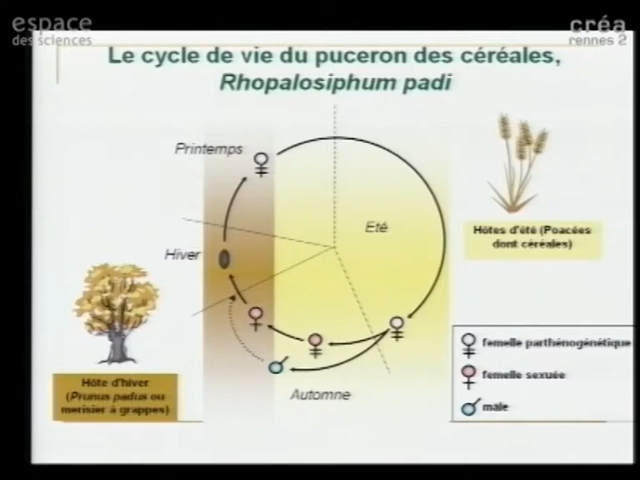 espace
des sciences
créa
rennes 2
Le cycle de vie du puceron des céréales,
Rhopalosiphum padi
Printemps
Eté
Hiver
Automne
Hôtes d'été (Poacées
dont céréales)
Hôte d'hiver
(Prunus padus ou
merisier à grappes)
femelle parthénogénétique
femelle sexuée
male